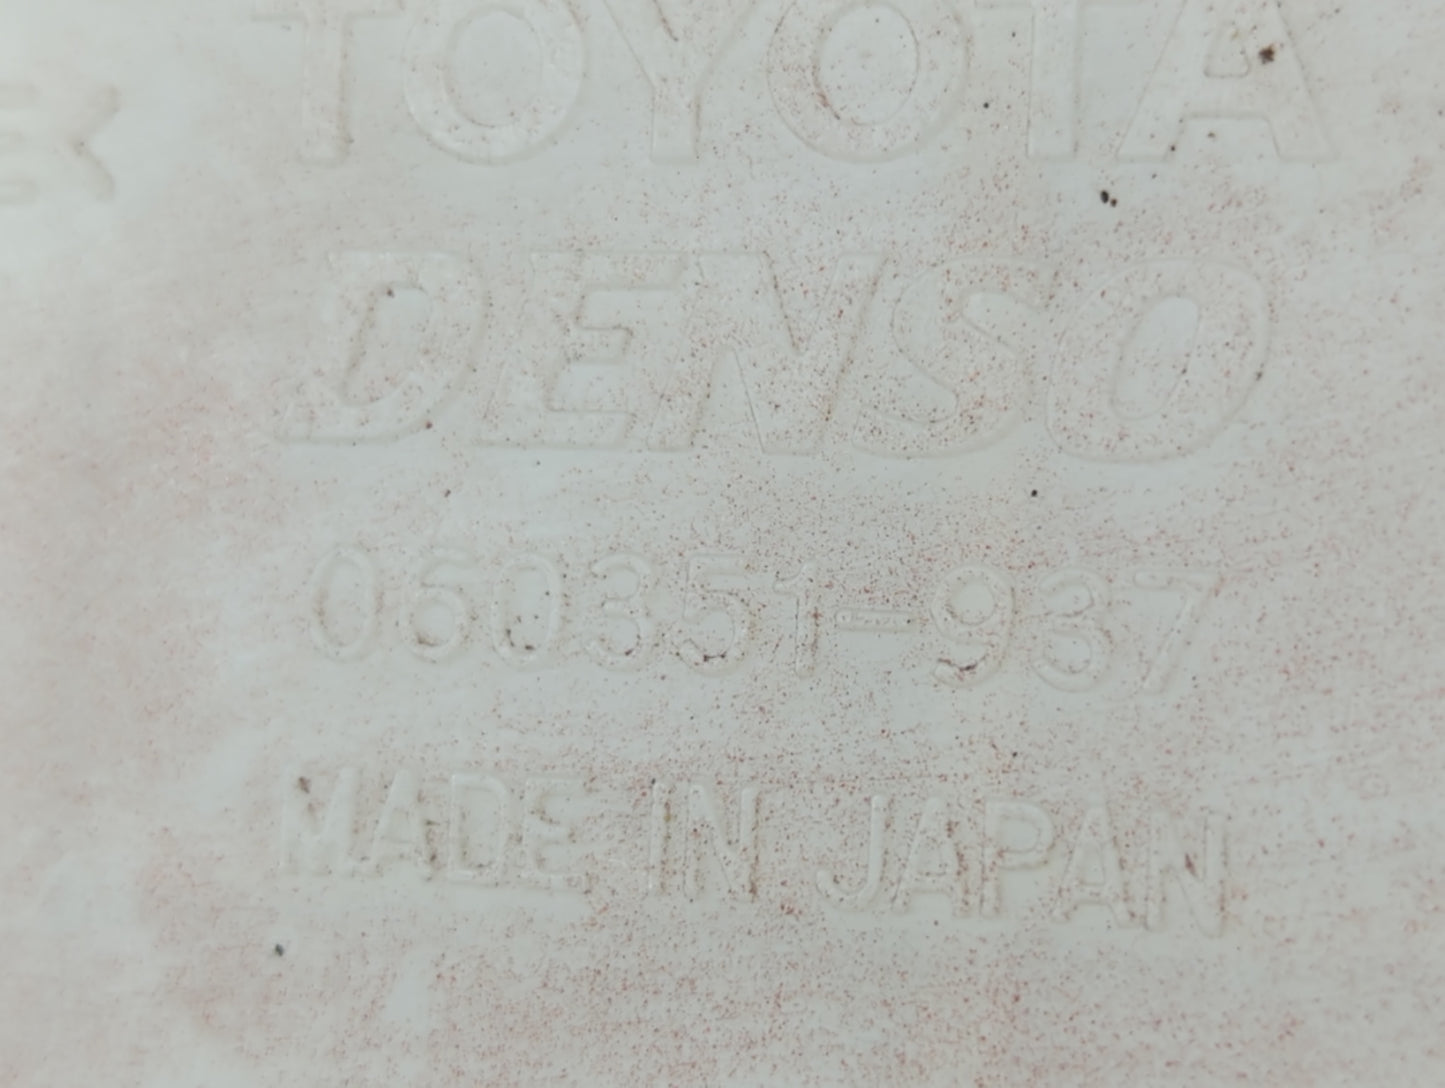 TOYOTA
DENSO
060351-937
MADE IN JAPAN